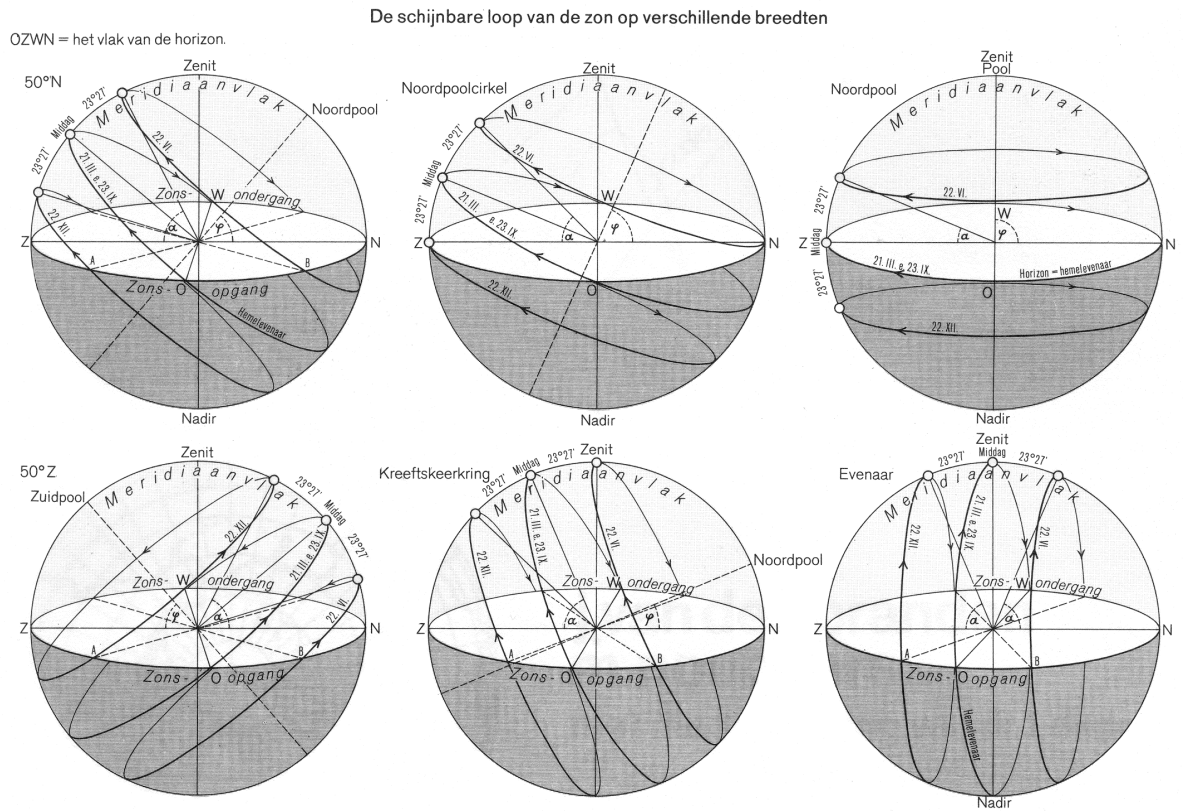 De schijnbare loop van de zon op verschillende breedten
OZWN = het vlak van de horizon.
50°N
Zenit
Meridiaanvlak
Noordpool
23°27'
Middag
23°27'
22. VI.
21. III. e. 23. IX.
22. XII.
Zons- W ondergang
α
φ
Z
N
A
B
Zons- O opgang
Hemelevenaar
Nadir
Noordpoolcirkel
Zenit
Meridiaanvlak
23°27'
Middag
23°27'
22. VI.
21. III. e. 23. IX.
22. XII.
W
α
φ
N
Z
O
Nadir
Noordpool
Zenit
Pool
Meridiaanvlak
23°27'
Middag
23°27'
22. VI.
W
α
φ
Z
N
21. III. e. 23. IX.
Horizon = hemelevenaar
O
22. XII.
Nadir
50°Z
Zenit
Zuidpool
Meridiaanvlak
23°27'
Middag
23°27'
22. XII.
21. III. e. 23. IX.
22. VI.
Zons- W ondergang
φ
α
Z
N
A
B
Zons- O opgang
Kreeftskeerkring
Zenit
Meridiaanvlak
23°27'
Middag
23°27'
22. XII.
21. III. e. 23. IX.
22. VI.
Noordpool
Zons- W ondergang
α
φ
Z
N
A
B
Zons- O opgang
Evenaar
Zenit
Middag
23°27'
23°27'
Meridiaanvlak
22. XII.
21. III. e. 23. IX.
22. VI.
Zons- W ondergang
α
α
Z
N
A
B
Zons- O opgang
Hemelevenaar
Nadir